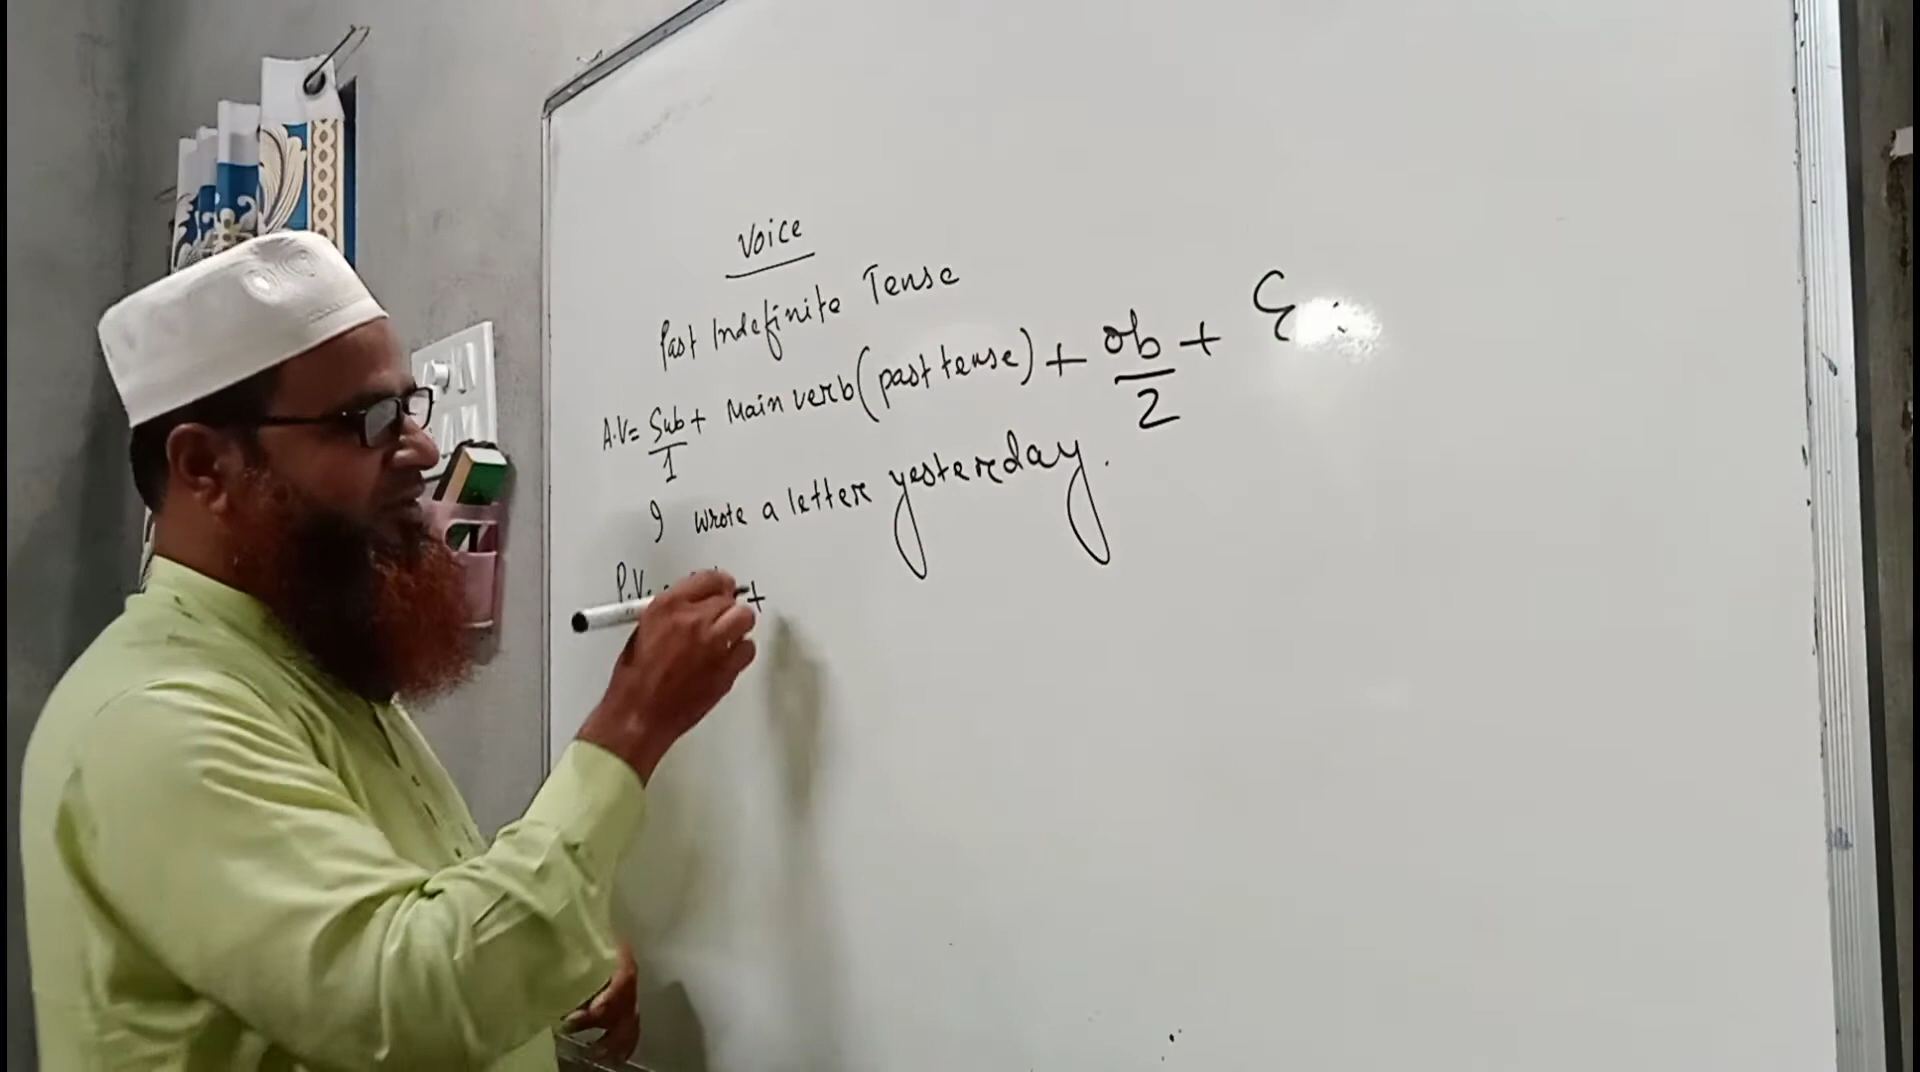 Voice
Past Indefinite Tense
A.V= Sub/1 + Main verb (past tense) + ob/2 + ε.
I wrote a letter yesterday.
P.V. +